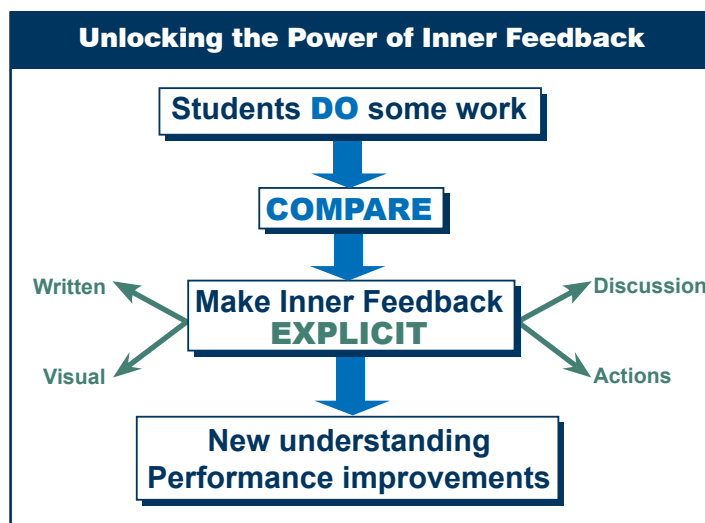 Unlocking the Power of Inner Feedback
Students DO some work
COMPARE
Written
Discussion
Make Inner Feedback
EXPLICIT
Visual
Actions
New understanding
Performance improvements